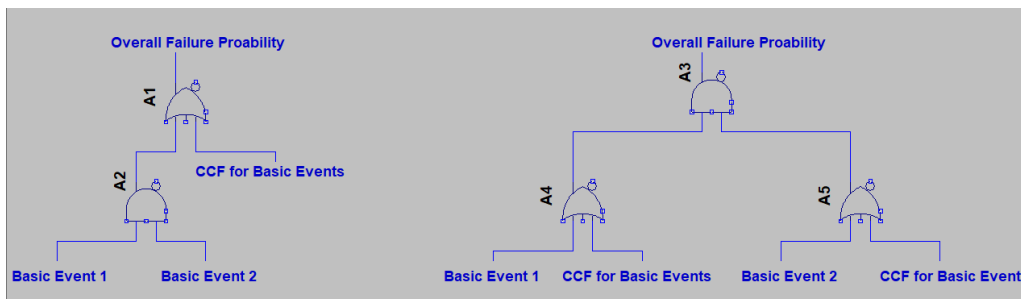 Overall Failure Proability
A1
CCF for Basic Events
A2
Basic Event 1
Basic Event 2
Overall Failure Proability
A3
A4
A5
Basic Event 1
CCF for Basic Events
Basic Event 2
CCF for Basic Event